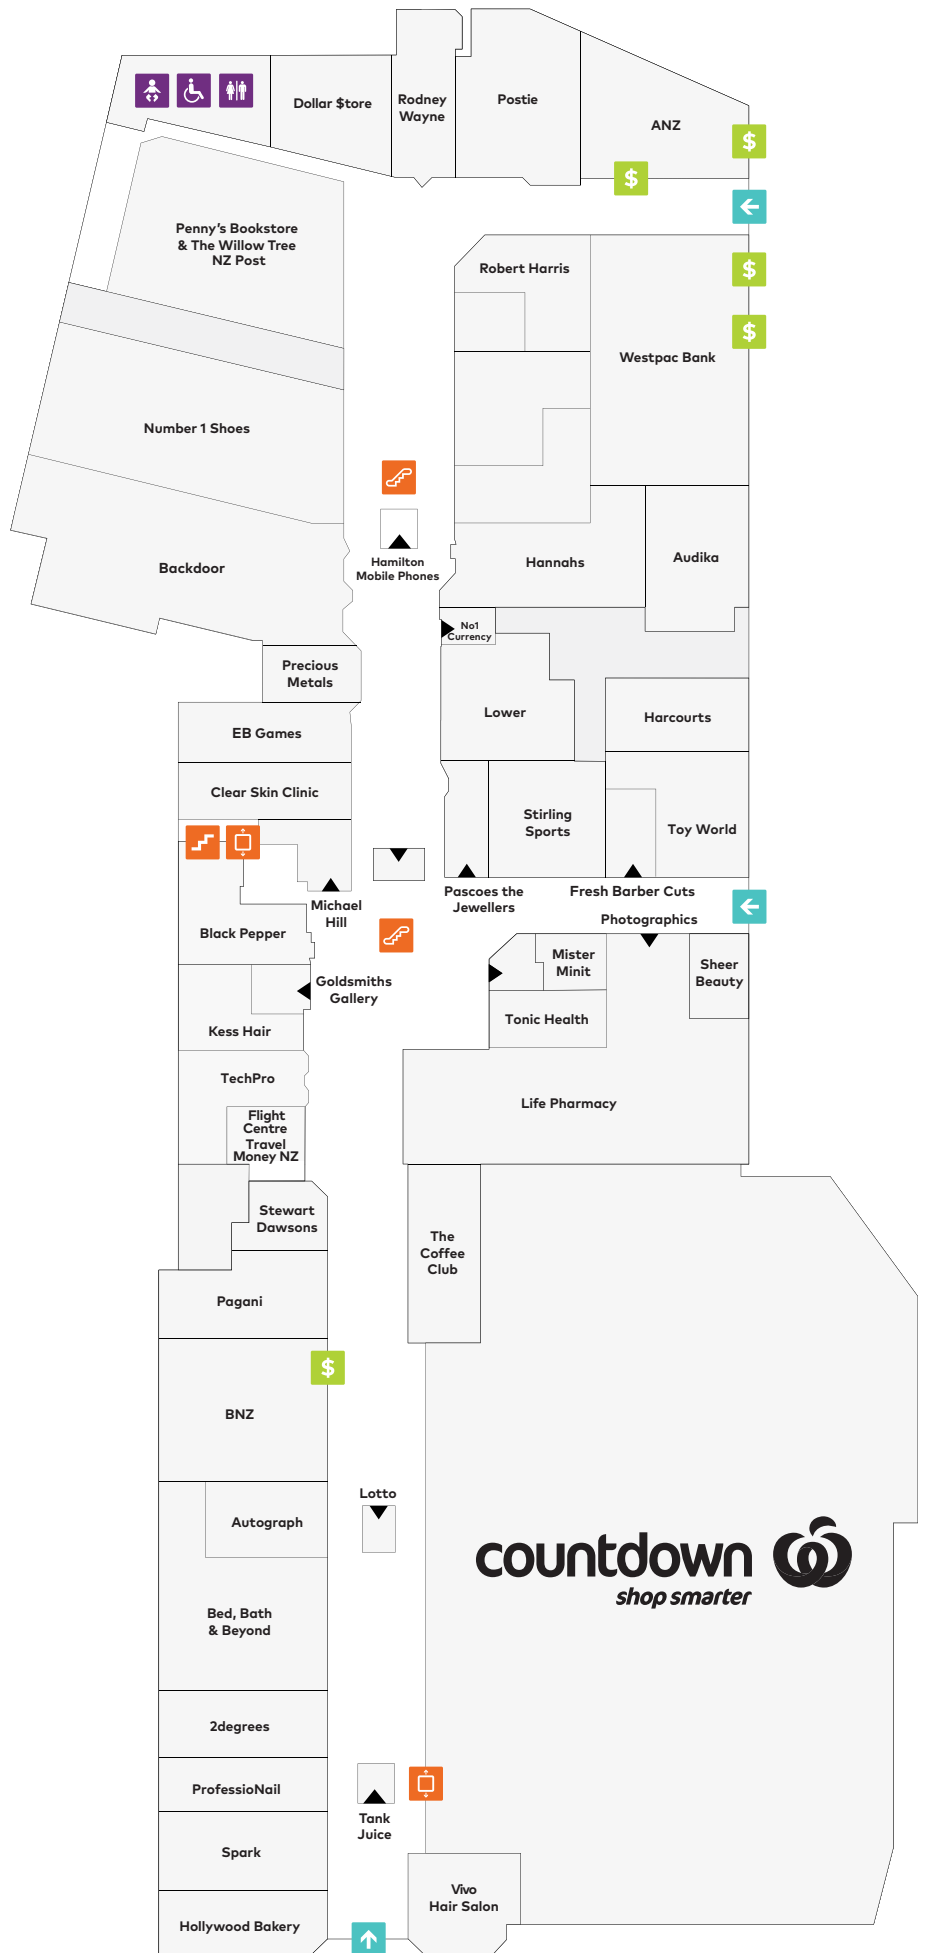 Dollar $tore
Rodney
Wayne
Postie
ANZ
$
$
Penny's Bookstore
& The Willow Tree
NZ Post
Robert Harris
$
$
Westpac Bank
Number 1 Shoes
Hamilton
Mobile Phones
Backdoor
Hannahs
Audika
No1
Currency
Precious
Metals
Lower
Harcourts
EB Games
Clear Skin Clinic
Stirling
Sports
Toy World
Michael
Hill
Pascoes the
Jewellers
Fresh Barber Cuts
Photographics
Black Pepper
Mister
Minit
Sheer
Beauty
Goldsmiths
Gallery
Tonic Health
Kess Hair
TechPro
Life Pharmacy
Flight
Centre
Travel
Money NZ
Stewart
Dawsons
The
Coffee
Club
Pagani
$
BNZ
Lotto
Autograph
countdown
shop smarter
Bed, Bath
& Beyond
2degrees
ProfessioNail
Tank
Juice
Spark
Vivo
Hair Salon
Hollywood Bakery